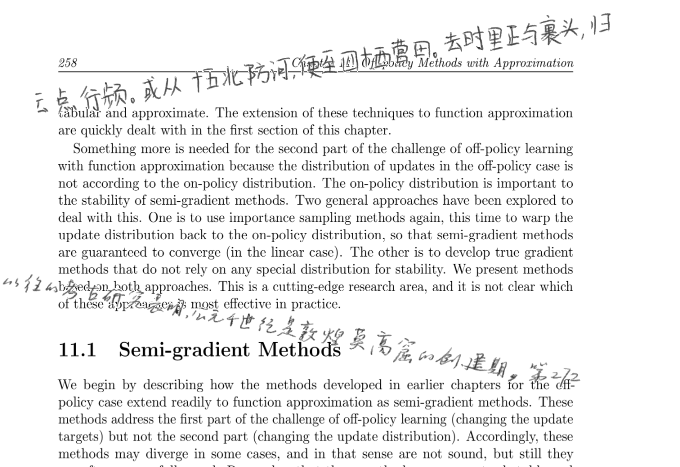 去时里正与裹头,归
258 Chapter 11: Off-policy Methods with Approximation
云点行频。或从十五北防河,便至四十西营田。
tabular and approximate. The extension of these techniques to function approximation
are quickly dealt with in the first section of this chapter.
Something more is needed for the second part of the challenge of off-policy learning
with function approximation because the distribution of updates in the off-policy case is
not according to the on-policy distribution. The on-policy distribution is important to
the stability of semi-gradient methods. Two general approaches have been explored to
deal with this. One is to use importance sampling methods again, this time to warp the
update distribution back to the on-policy distribution, so that semi-gradient methods
are guaranteed to converge (in the linear case). The other is to develop true gradient
methods that do not rely on any special distribution for stability. We present methods
based on both approaches. This is a cutting-edge research area, and it is not clear which
of these approaches is most effective in practice.
以往的考古研究表明,公元千世纪是敦煌莫高窟的创建期。第272
11.1 Semi-gradient Methods
We begin by describing how the methods developed in earlier chapters for the off-
policy case extend readily to function approximation as semi-gradient methods. These
methods address the first part of the challenge of off-policy learning (changing the update
targets) but not the second part (changing the update distribution). Accordingly, these
methods may diverge in some cases, and in that sense are not sound, but still they